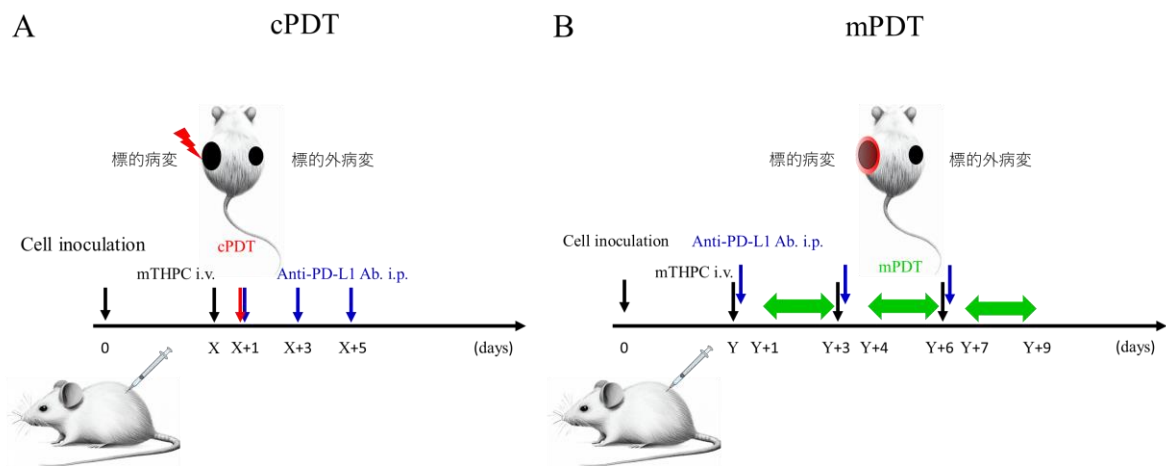 A
cPDT
標的病変
標的外病変
Cell inoculation
cPDT
mTHPC i.v.
Anti-PD-L1 Ab. i.p.
0
X
X+1
X+3
X+5
(days)
B
mPDT
標的病変
標的外病変
Cell inoculation
Anti-PD-L1 Ab. i.p.
mTHPC i.v.
mPDT
0
Y
Y+1
Y+3
Y+4
Y+6
Y+7
Y+9
(days)